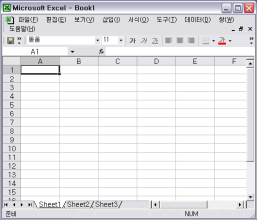 Microsoft Excel - Book1
파일(F) 편집(E) 보기(V) 삽입(I) 서식(O) 도구(T) 데이터(D) 창(W)
도움말(H)
돋움 11 가 가 가 가
A1 fx
A B C D E F
1
2
3
4
5
6
7
8
9
10
11
12
13
14
15
Sheet1 Sheet2 Sheet3
준비 NUM